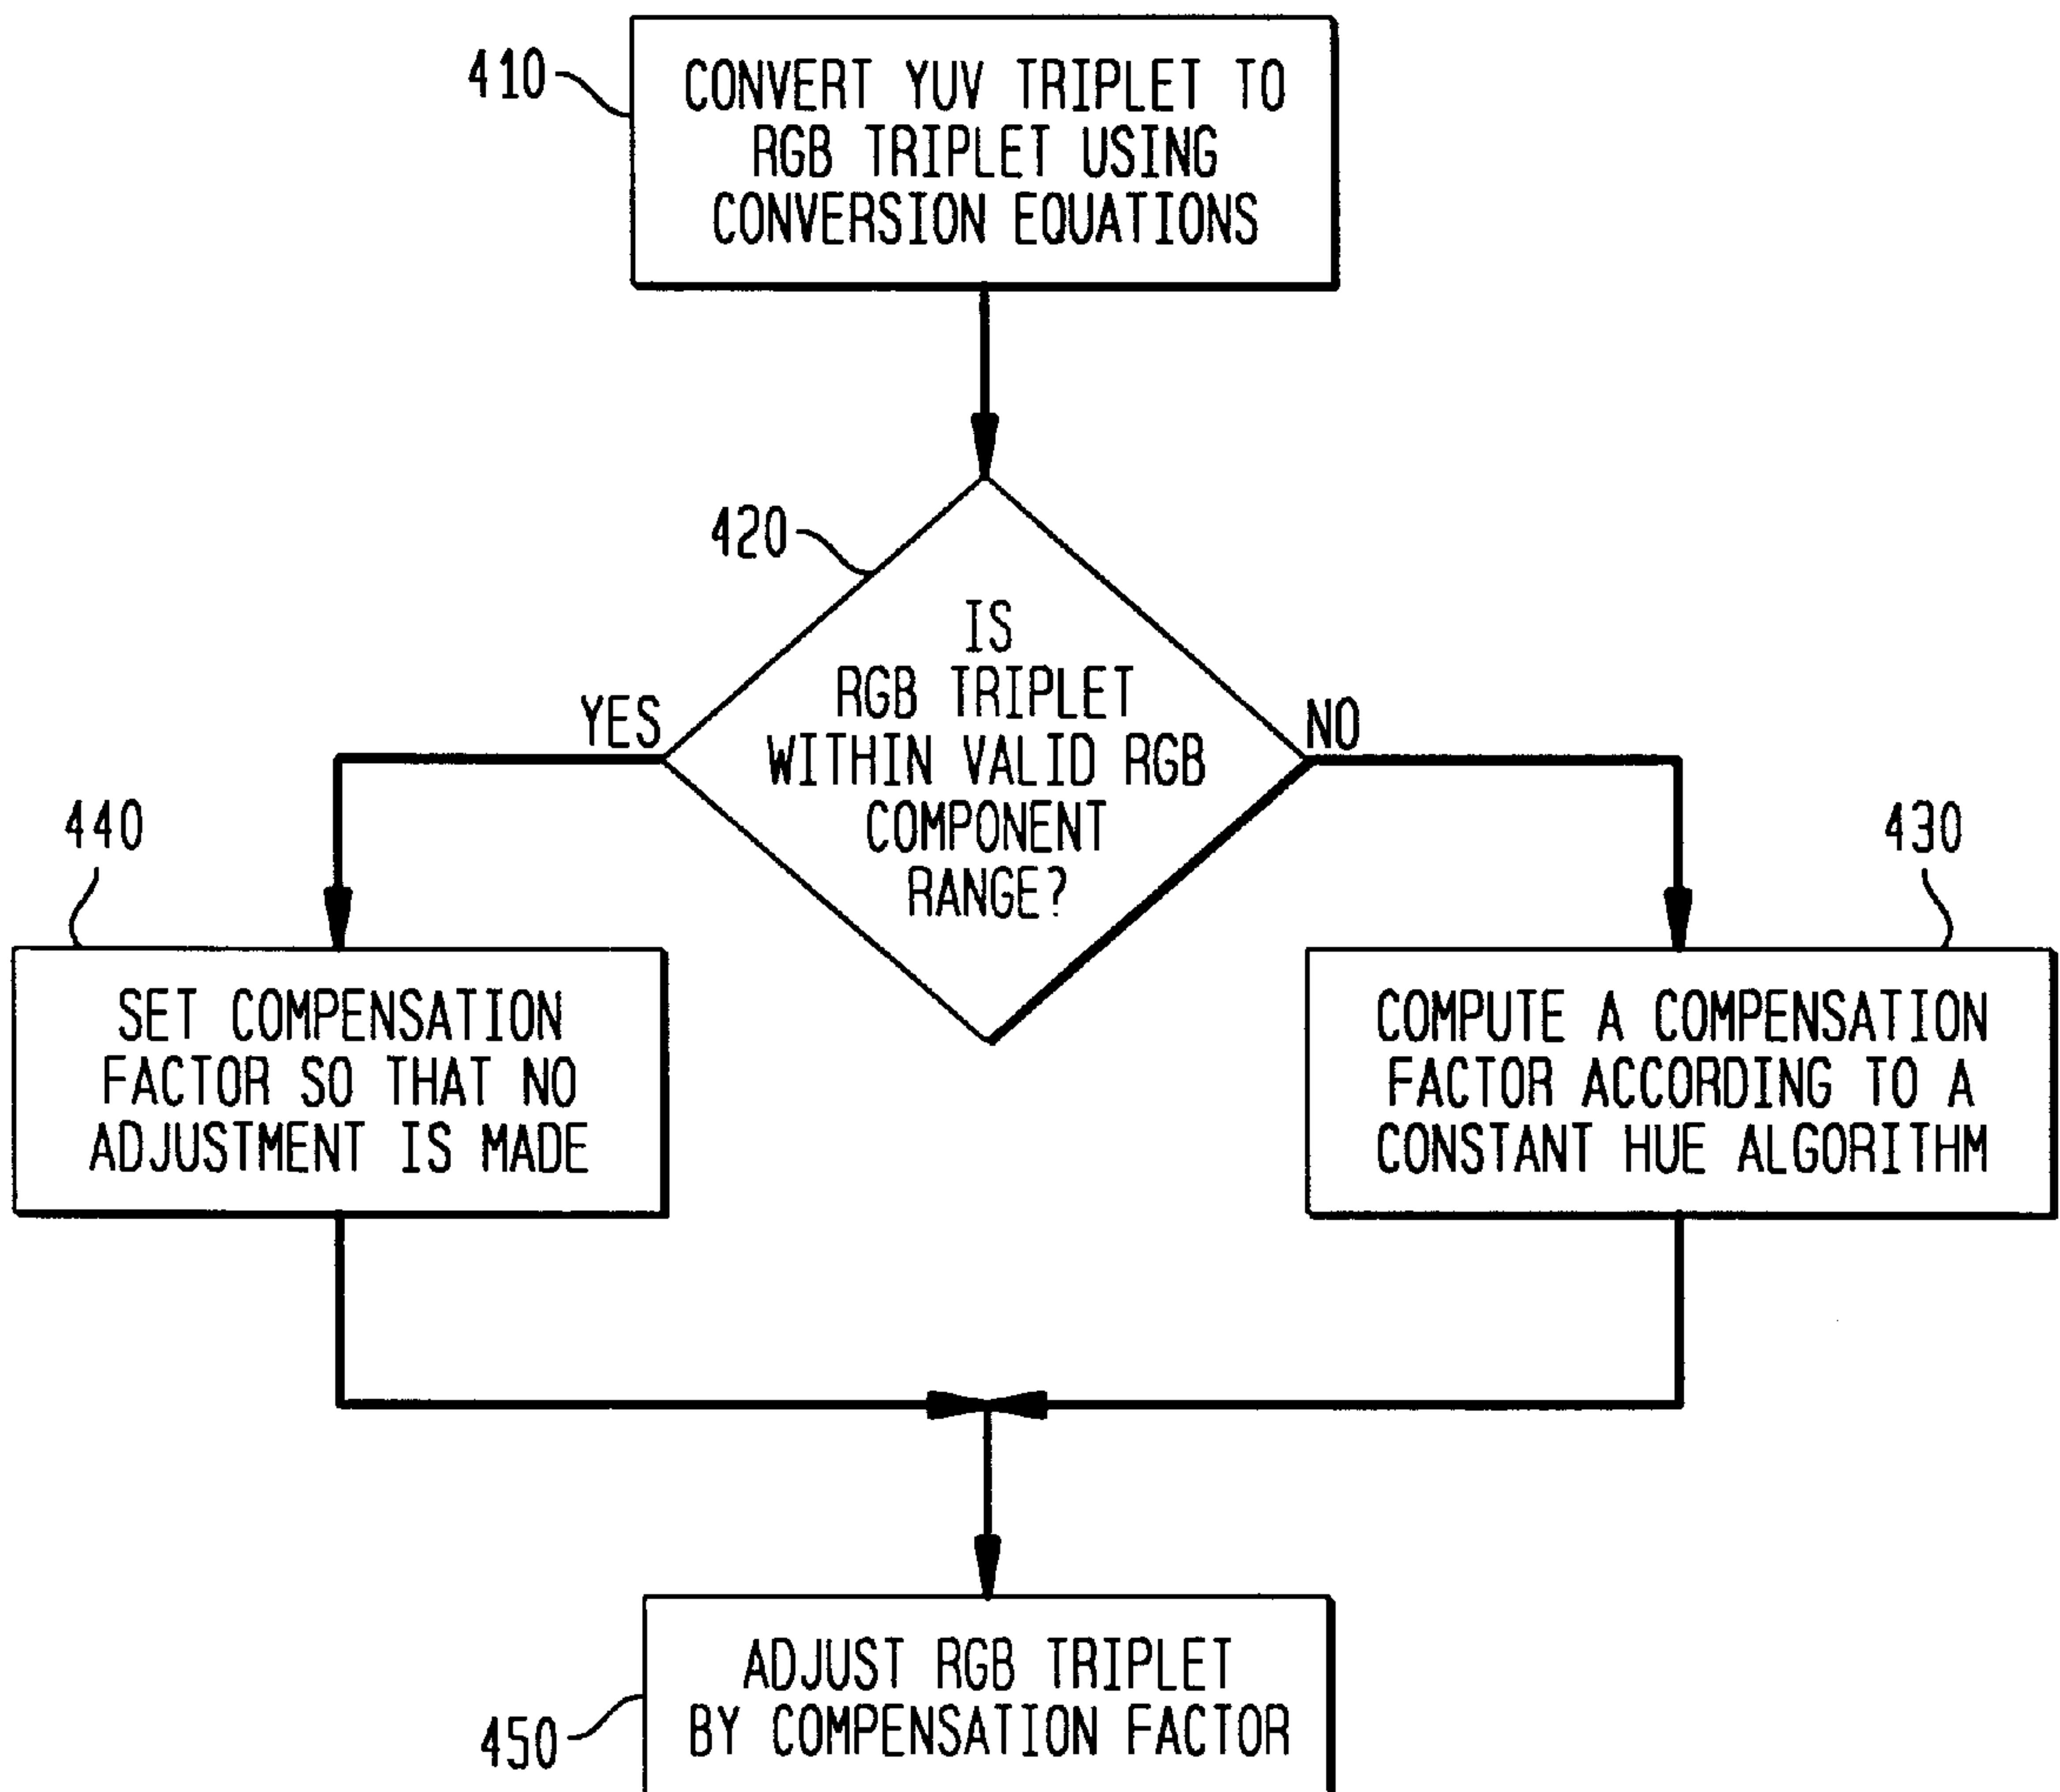 410
CONVERT YUV TRIPLET TO
RGB TRIPLET USING
CONVERSION EQUATIONS
420
IS
RGB TRIPLET
WITHIN VALID RGB
COMPONENT
RANGE?
YES
NO
440
430
SET COMPENSATION
FACTOR SO THAT NO
ADJUSTMENT IS MADE
COMPUTE A COMPENSATION
FACTOR ACCORDING TO A
CONSTANT HUE ALGORITHM
450
ADJUST RGB TRIPLET
BY COMPENSATION FACTOR